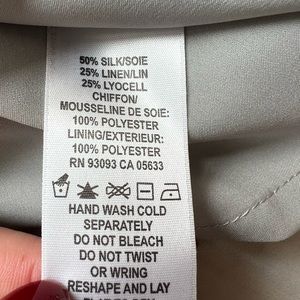 50% SILK/SOIE
25% LINEN/LIN
25% LYOCELL
CHIFFON/
MOUSSELINE DE SOIE:
100% POLYESTER
LINING/EXTERIEUR:
100% POLYESTER
RN 93093 CA 05633
HAND WASH COLD
SEPARATELY
DO NOT BLEACH
DO NOT TWIST
OR WRING
RESHAPE AND LAY